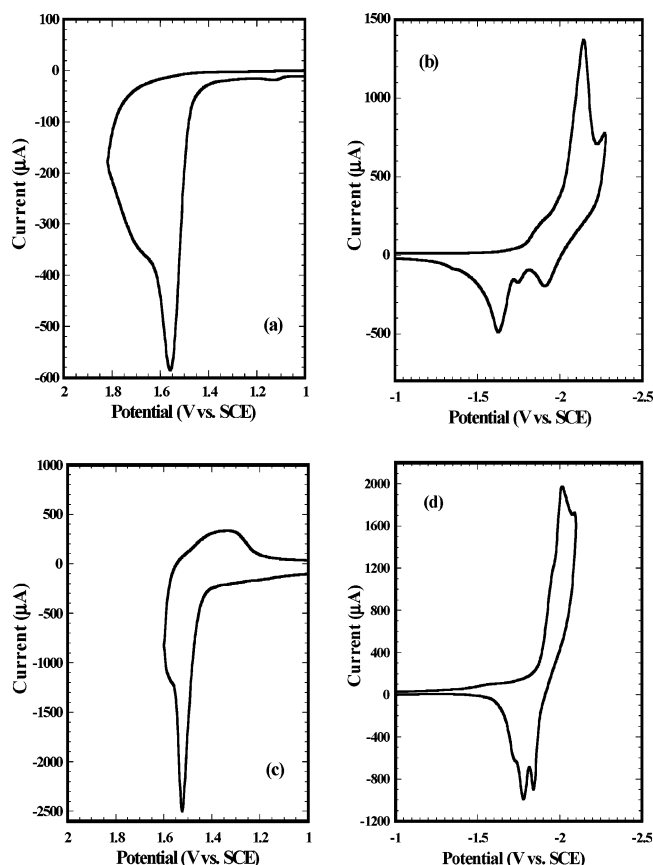 100
0
-100
-200
-300
-400
-500
-600
2 1.8 1.6 1.4 1.2 1
Current (μA)
Potential (V vs. SCE)
(a)
1500
1000
500
0
-500
-1 -1.5 -2 -2.5
Current (μA)
Potential (V vs. SCE)
(b)
1000
500
0
-500
-1000
-1500
-2000
-2500
2 1.8 1.6 1.4 1.2 1
Current (μA)
Potential (V vs. SCE)
(c)
2000
1600
1200
800
400
0
-400
-800
-1200
-1 -1.5 -2 -2.5
Current (μA)
Potential (V vs. SCE)
(d)